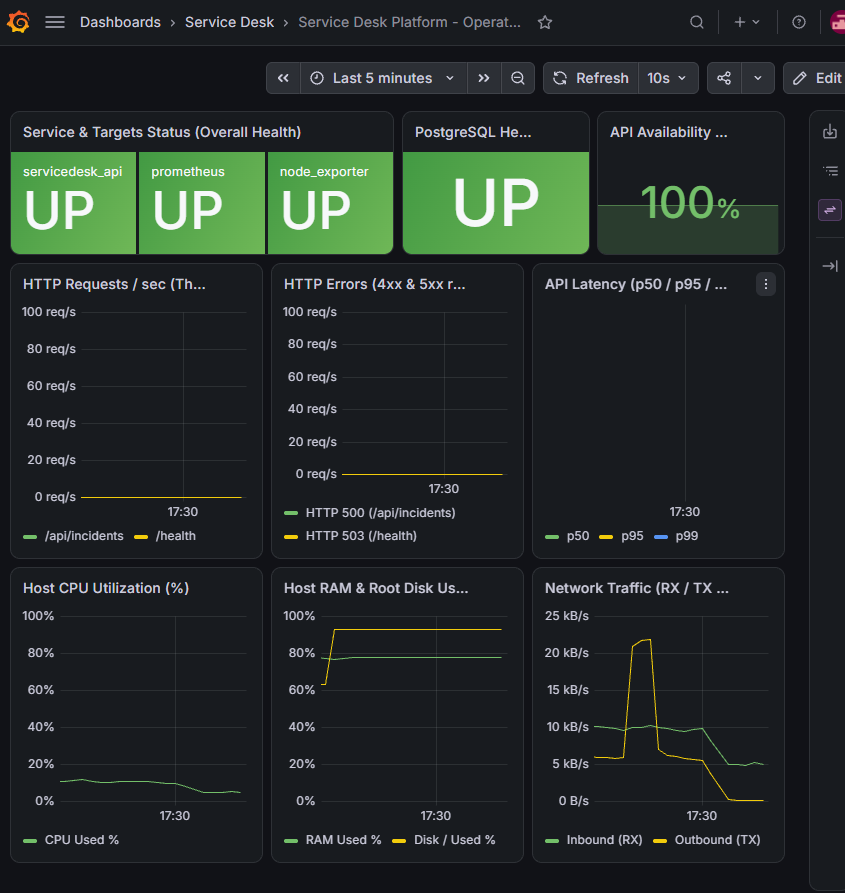 Dashboards › Service Desk › Service Desk Platform - Operat...
Last 5 minutes Refresh 10s Edit
Service & Targets Status (Overall Health)
servicedesk_api
UP
prometheus
UP
node_exporter
UP
PostgreSQL He...
UP
API Availability ...
100%
HTTP Requests / sec (Th...
100 req/s
80 req/s
60 req/s
40 req/s
20 req/s
0 req/s
17:30
/api/incidents /health
HTTP Errors (4xx & 5xx r...
100 req/s
80 req/s
60 req/s
40 req/s
20 req/s
0 req/s
17:30
HTTP 500 (/api/incidents)
HTTP 503 (/health)
API Latency (p50 / p95 / ...
17:30
p50 p95 p99
Host CPU Utilization (%)
100%
80%
60%
40%
20%
0%
17:30
CPU Used %
Host RAM & Root Disk Us...
100%
80%
60%
40%
20%
0%
17:30
RAM Used % Disk / Used %
Network Traffic (RX / TX ...
25 kB/s
20 kB/s
15 kB/s
10 kB/s
5 kB/s
0 B/s
17:30
Inbound (RX) Outbound (TX)